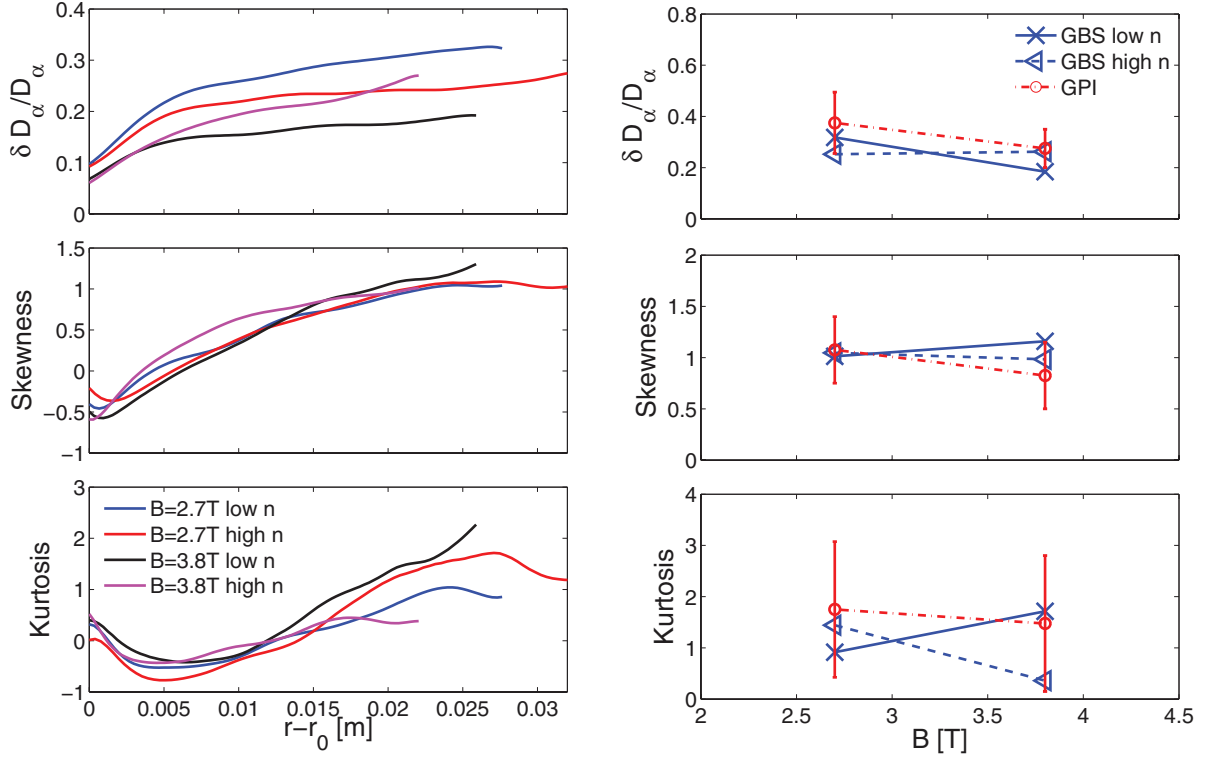 δ D_α/D_α
0.4
0.3
0.2
0.1
0
Skewness
1.5
1
0.5
0
−0.5
−1
Kurtosis
3
2
1
0
−1
B=2.7T low n
B=2.7T high n
B=3.8T low n
B=3.8T high n
0 0.005 0.01 0.015 0.02 0.025 0.03
r−r_0 [m]
δ D_α/D_α
0.8
0.6
0.4
0.2
0
GBS low n
GBS high n
GPI
Skewness
2
1.5
1
0.5
0
Kurtosis
4
3
2
1
0
2 2.5 3 3.5 4 4.5
B [T]